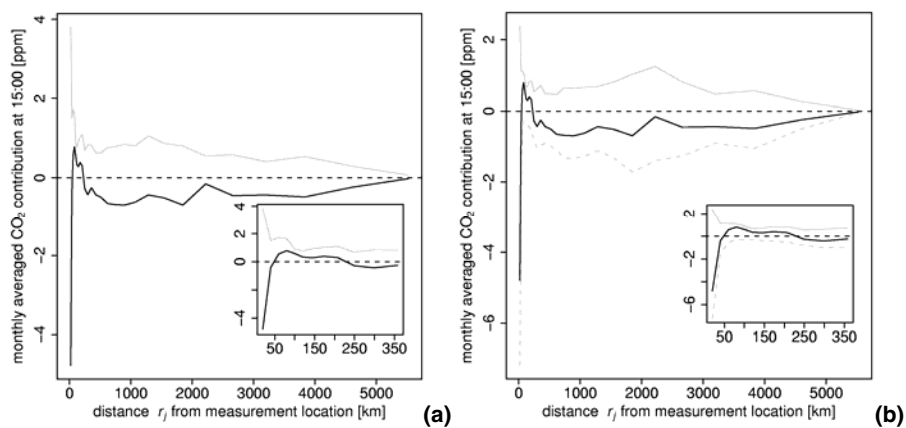 monthly averaged CO₂ contribution at 15:00 [ppm]
4
2
0
-2
-4
0 1000 2000 3000 4000 5000
distance r_j from measurement location [km]
4
2
0
-2
-4
50 150 250 350
(a)
monthly averaged CO₂ contribution at 15:00 [ppm]
2
0
-2
-4
-6
0 1000 2000 3000 4000 5000
distance r_j from measurement location [km]
2
-2
-6
50 150 250 350
(b)